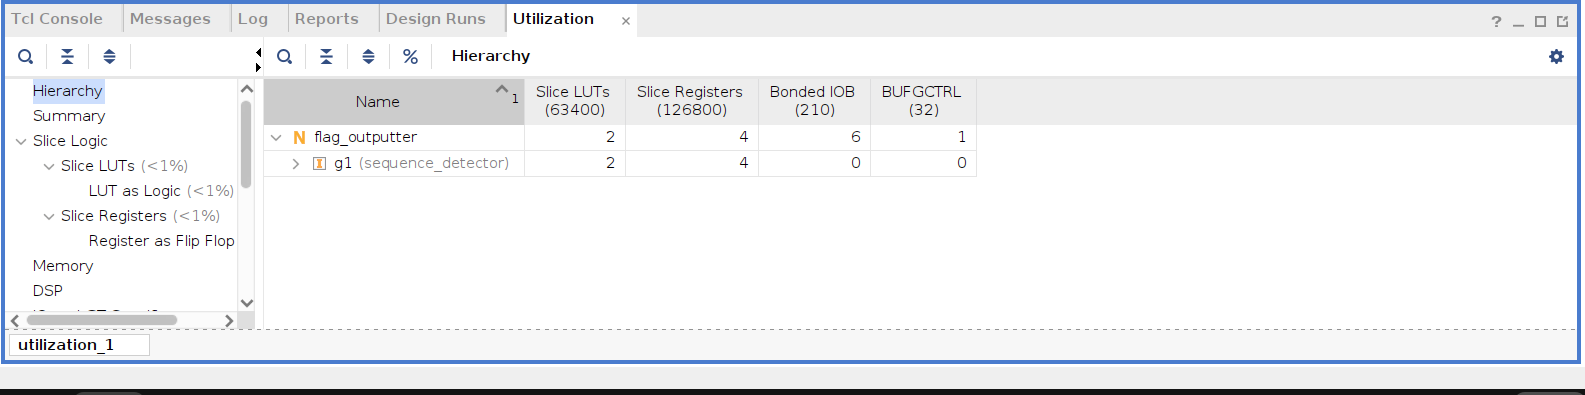 Tcl Console Messages Log Reports Design Runs Utilization × ?
Hierarchy
Hierarchy
Summary
Slice Logic
Slice LUTs (<1%)
LUT as Logic (<1%)
Slice Registers (<1%)
Register as Flip Flop
Memory
DSP
Name 1 Slice LUTs (63400) Slice Registers (126800) Bonded IOB (210) BUFGCTRL (32)
N flag_outputter 2 4 6 1
I g1 (sequence_detector) 2 4 0 0
utilization_1